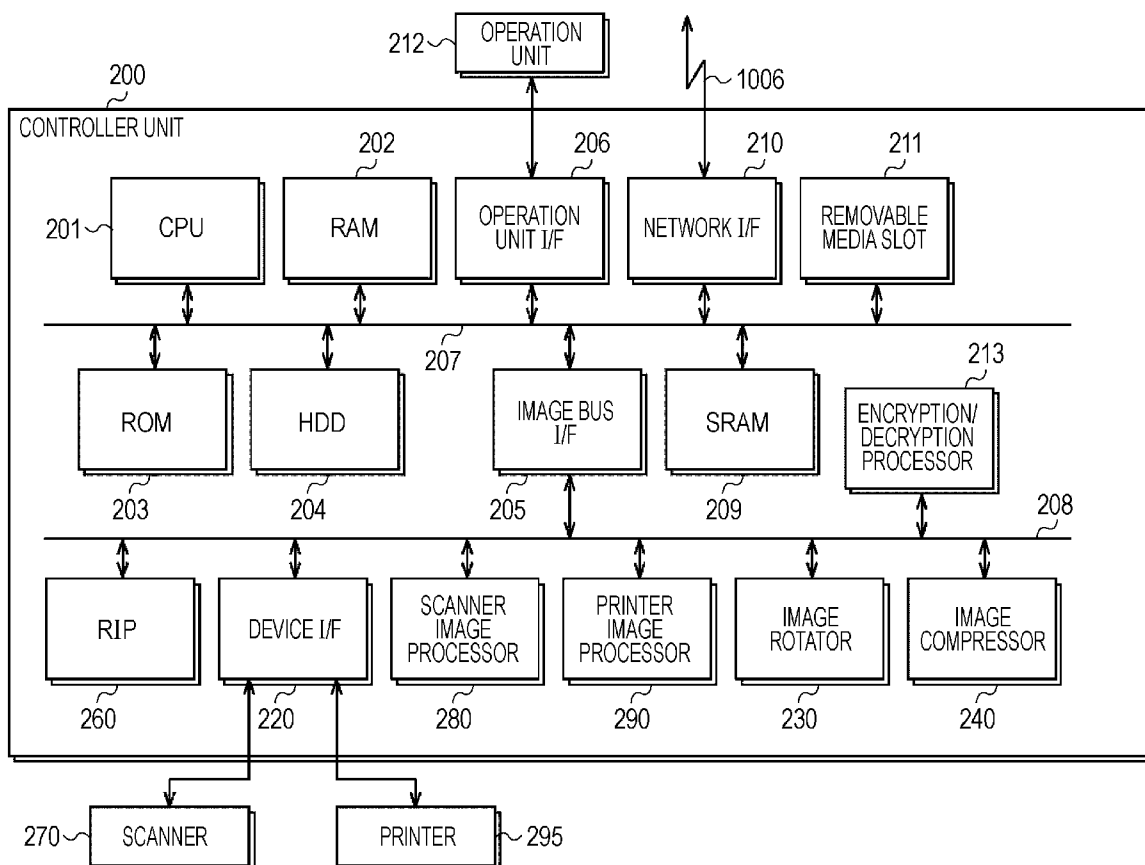 212
OPERATION
UNIT
1006
200
CONTROLLER UNIT
202
206
210
211
201
CPU
RAM
OPERATION
UNIT I/F
NETWORK I/F
REMOVABLE
MEDIA SLOT
207
213
ROM
HDD
IMAGE BUS
I/F
SRAM
ENCRYPTION/
DECRYPTION
PROCESSOR
203
204
205
209
208
RIP
DEVICE I/F
SCANNER
IMAGE
PROCESSOR
PRINTER
IMAGE
PROCESSOR
IMAGE
ROTATOR
IMAGE
COMPRESSOR
260
220
280
290
230
240
270
SCANNER
PRINTER
295